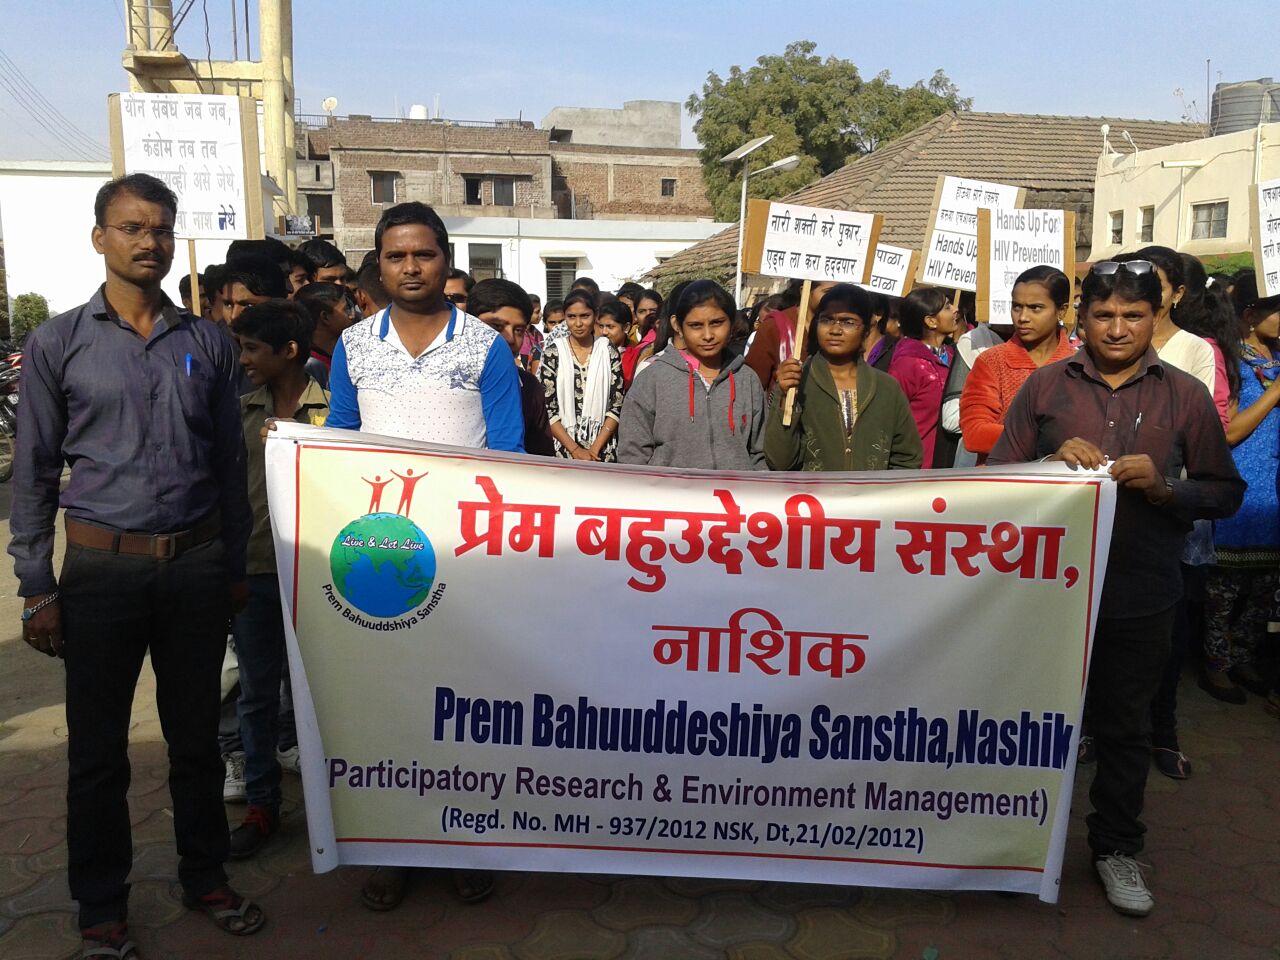 यौन संबंध जब जब,
कंडोम तब तब
असे जेथे,
नाश तेथे
नारी शक्ती करे पुकार,
एड्स ला करा हद्दपार
पाळा,
टाळा
Hands Up
HIV Preven
Hands Up For
HIV Prevention
Live & Let Live
Prem Bahuuddshiya Sanstha
प्रेम बहुउद्देशीय संस्था,
नाशिक
Prem Bahuuddeshiya Sanstha,Nashik
(Participatory Research & Environment Management)
(Regd. No. MH - 937/2012 NSK, Dt,21/02/2012)